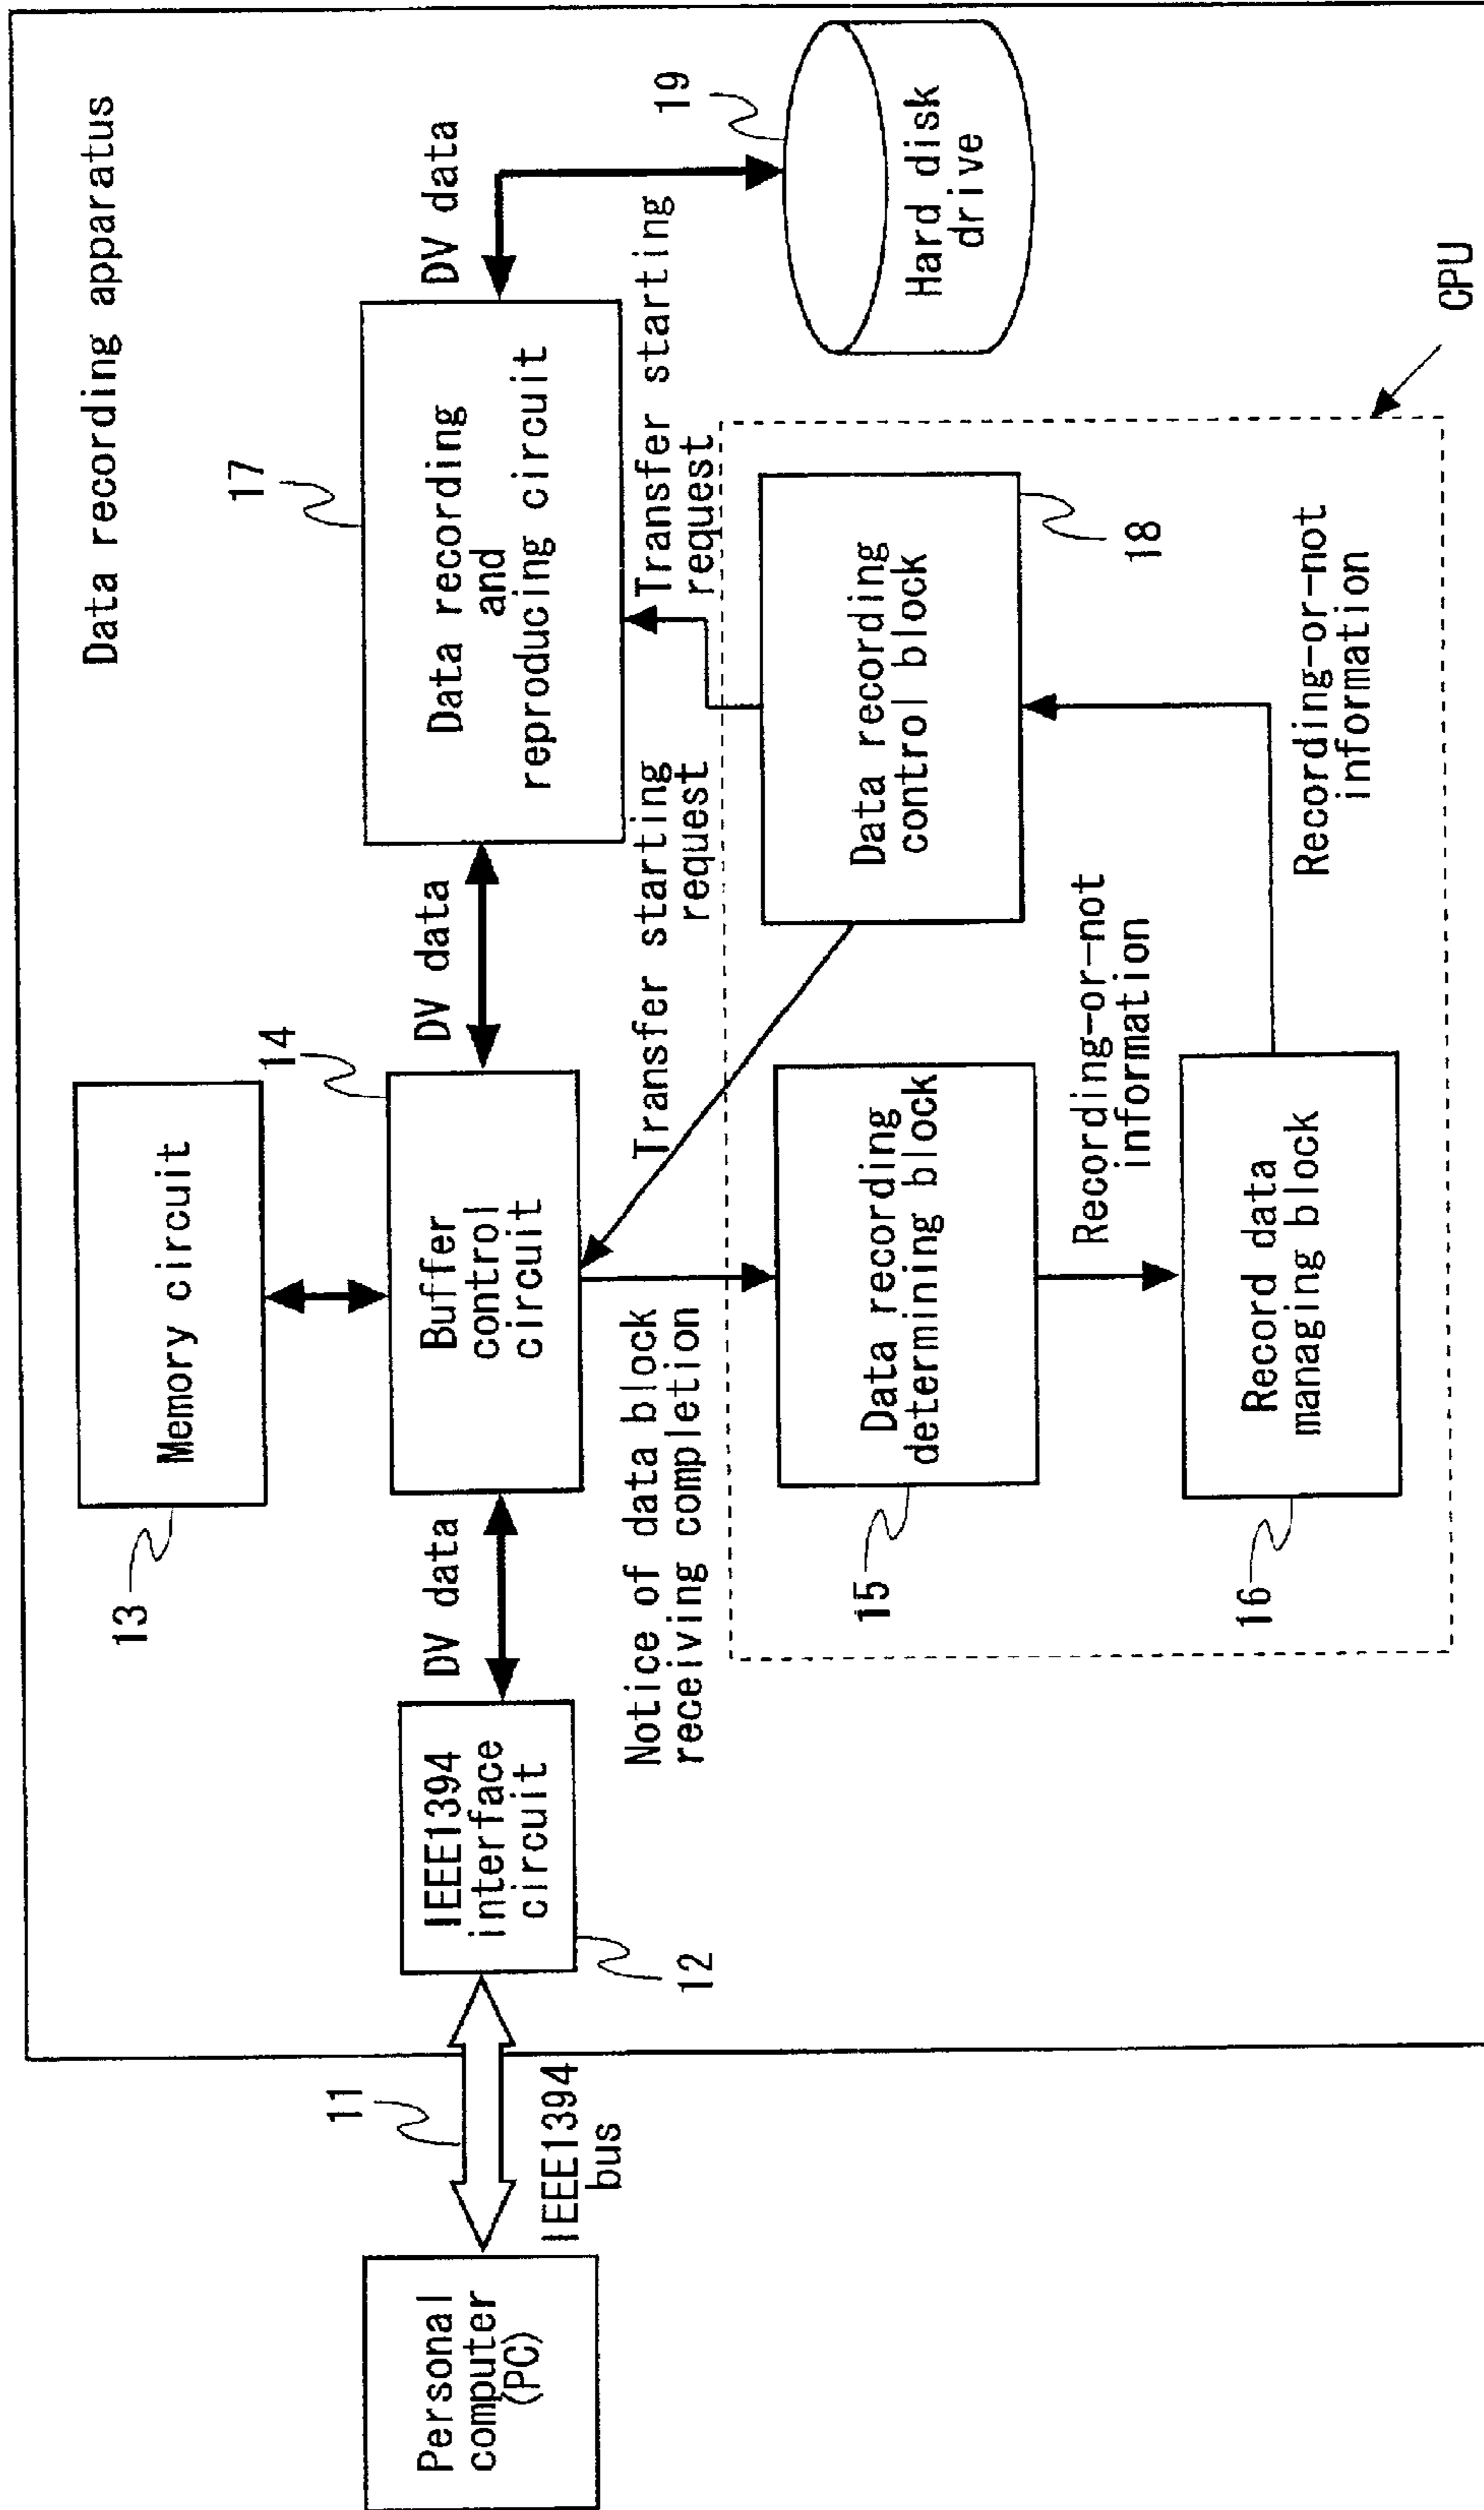 Data recording apparatus
13
Memory circuit
14
17
19
11
Personal
computer
(PC)
IEEE1394
bus
IEEE1394
interface
circuit
12
DV data
Buffer
control
circuit
DV data
Data recording
and
reproducing circuit
DV data
Hard disk
drive
Notice of data block
receiving completion
Transfer starting
request
Transfer starting
request
15
Data recording
determining block
Data recording
control block
18
CPU
Recording-or-not
information
16
Record data
managing block
Recording-or-not
information